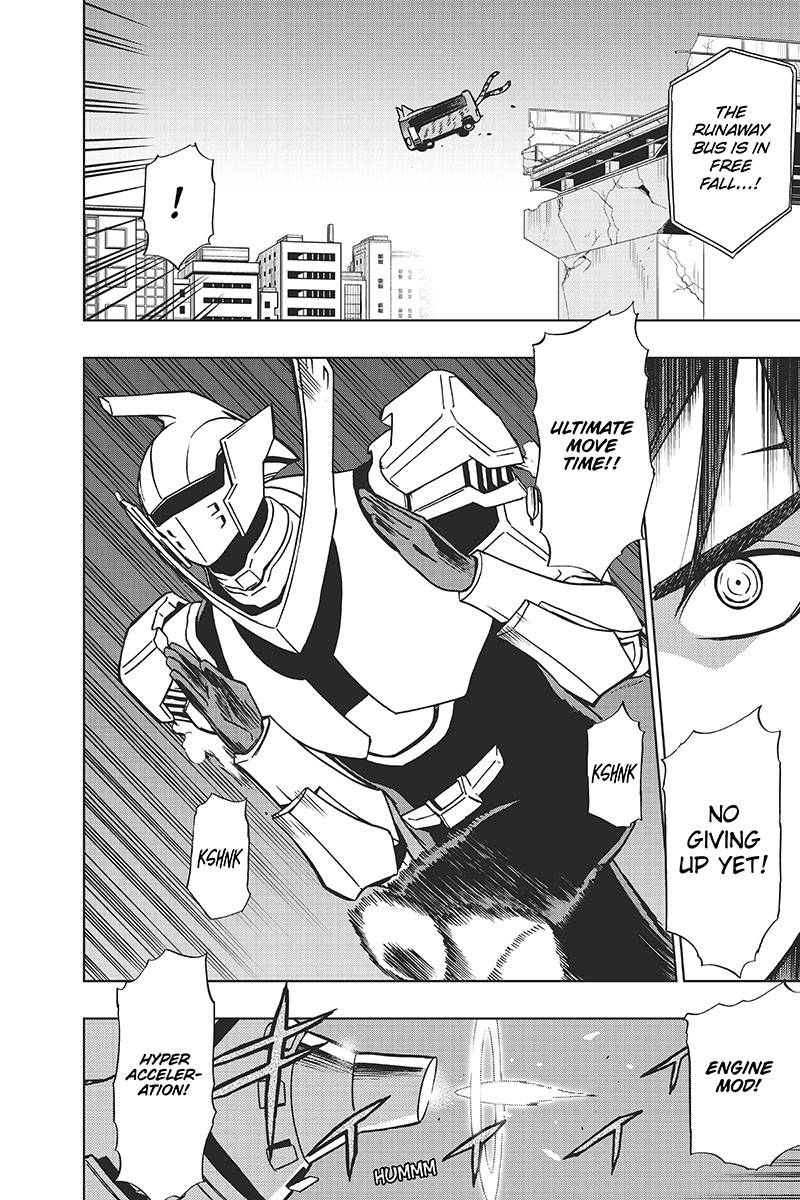 THE
RUNAWAY
BUS IS IN
FREE
FALL...!
!
NO
GIVING
UP YET!
ULTIMATE
MOVE
TIME!!
KSHNK
KSHNK
ENGINE
MOD!
HYPER
ACCELER-
ATION!
HUMMM